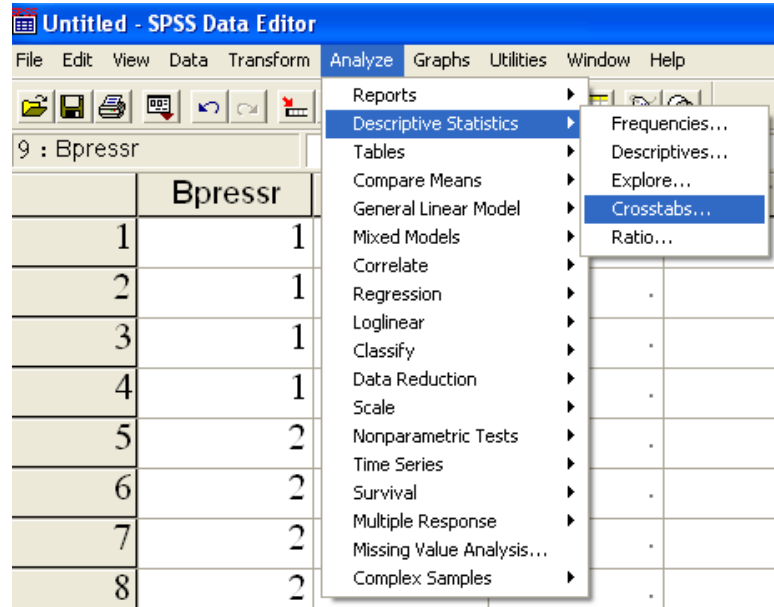 Untitled - SPSS Data Editor
File Edit View Data Transform Analyze Graphs Utilities Window Help
9 : Bpressr
Bpressr
1 1
2 1
3 1
4 1
5 2
6 2
7 2
8 2
Reports
Descriptive Statistics
Tables
Compare Means
General Linear Model
Mixed Models
Correlate
Regression
Loglinear
Classify
Data Reduction
Scale
Nonparametric Tests
Time Series
Survival
Multiple Response
Missing Value Analysis...
Complex Samples
Frequencies...
Descriptives...
Explore...
Crosstabs...
Ratio...